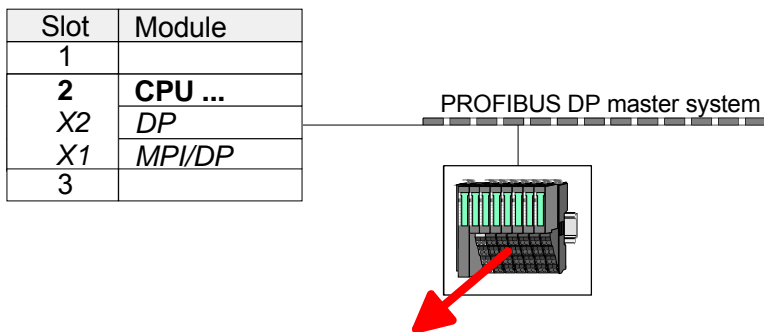 Slot Module
1
2 CPU ...
X2 DP
X1 MPI/DP
3
PROFIBUS DP master system